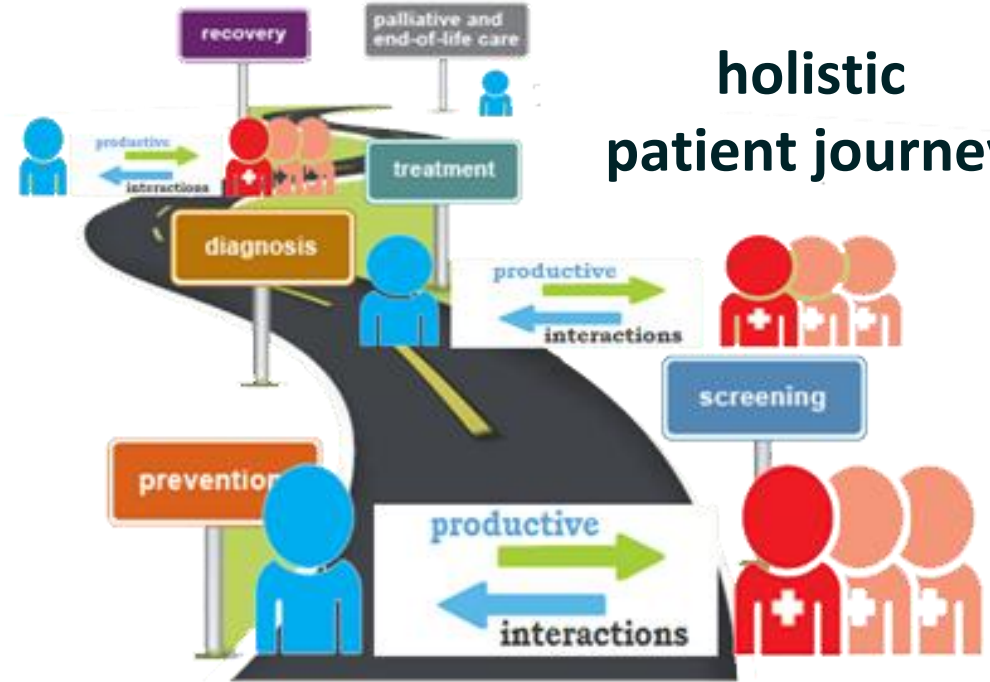 recovery
palliative and
end-of-life care
holistic
patient journey
productive
interactions
treatment
diagnosis
productive
interactions
screening
prevention
productive
interactions